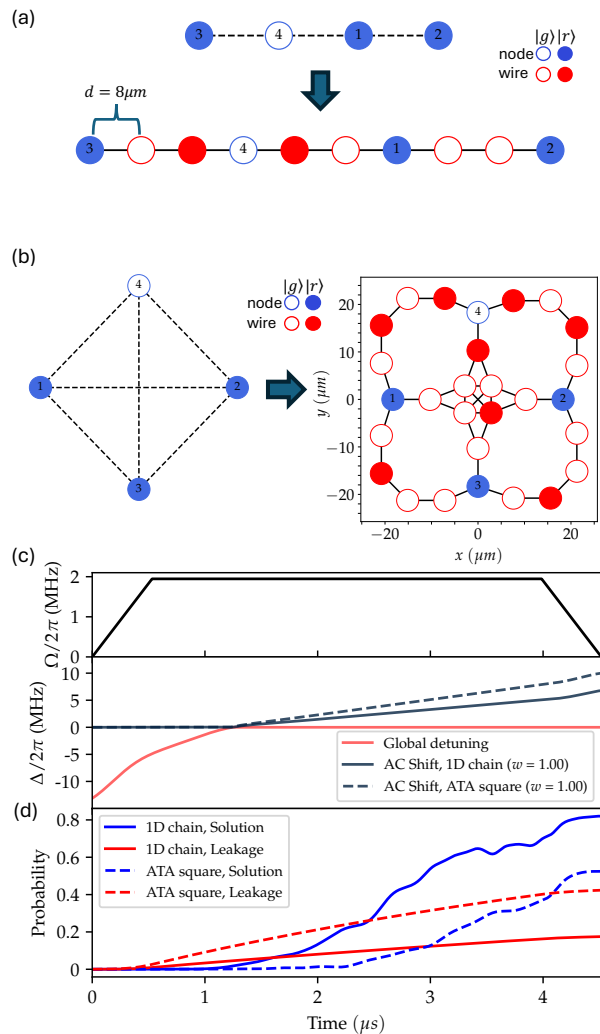 (a)
3 4 1 2
|g⟩|r⟩
node
wire
d = 8μm
3 4 1 2
(b)
4
1 2
3
|g⟩|r⟩
node
wire
20
10
0
−10
−20
y (μm)
4
1 2
3
−20 0 20
x (μm)
(c)
Ω/2π (MHz)
2
1
0
Δ/2π (MHz)
10
5
0
-5
-10
Global detuning
AC Shift, 1D chain (w = 1.00)
AC Shift, ATA square (w = 1.00)
(d)
Probability
0.8
0.6
0.4
0.2
0
1D chain, Solution
1D chain, Leakage
ATA square, Solution
ATA square, Leakage
0 1 2 3 4
Time (μs)